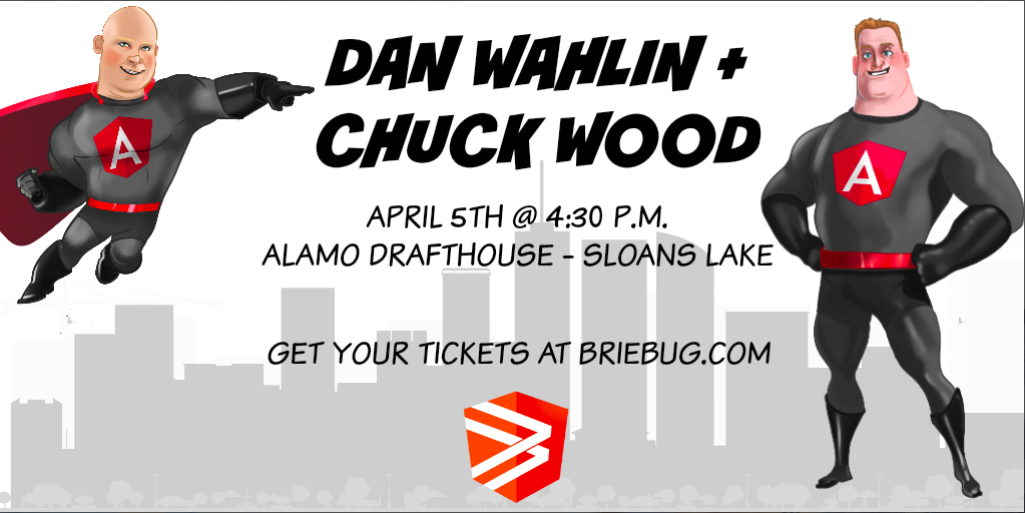 DAN WAHLIN +
CHUCK WOOD
APRIL 5TH @ 4:30 P.M.
ALAMO DRAFTHOUSE - SLOANS LAKE
GET YOUR TICKETS AT BRIEBUG.COM
A
A